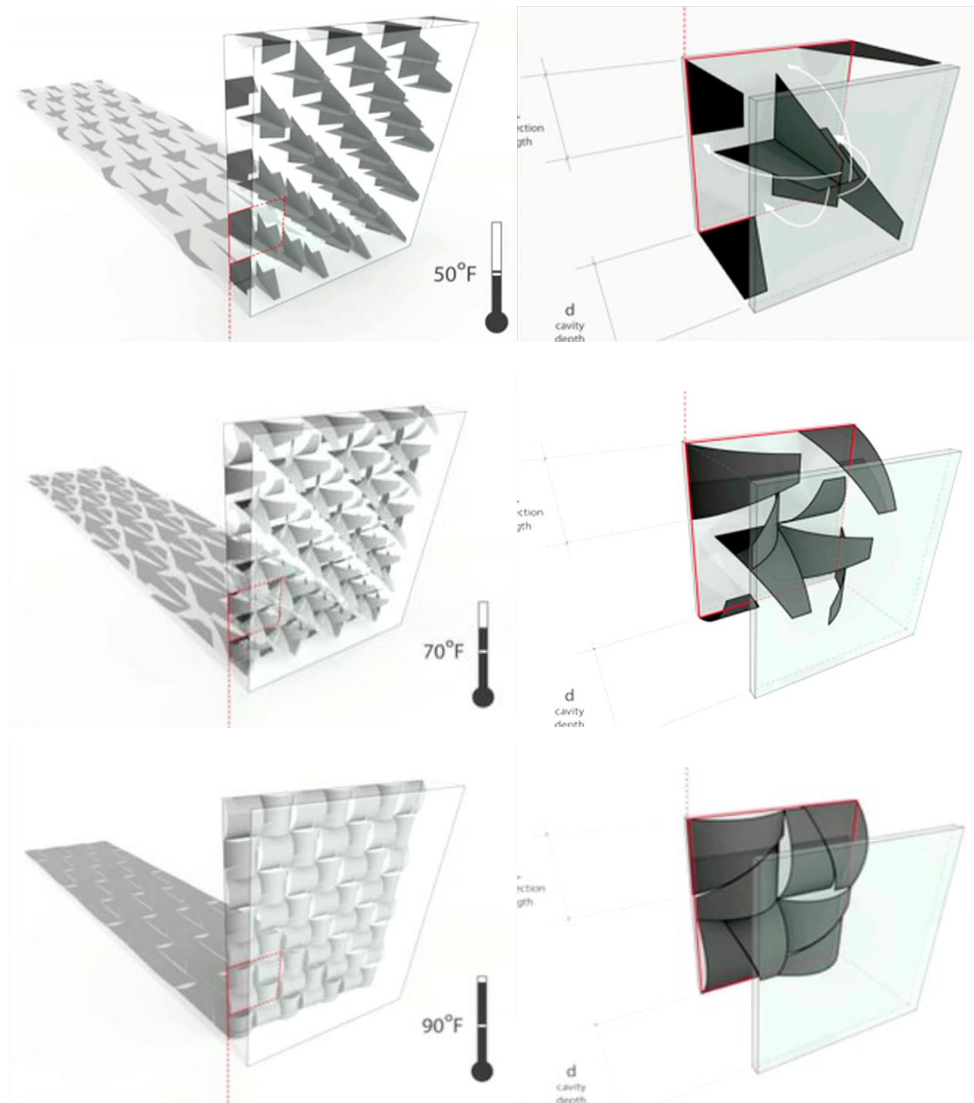 50°F
ection
gth
d
cavity
depth
70°F
ection
gth
d
cavity
depth
90°F
ection
gth
d
cavity
depth